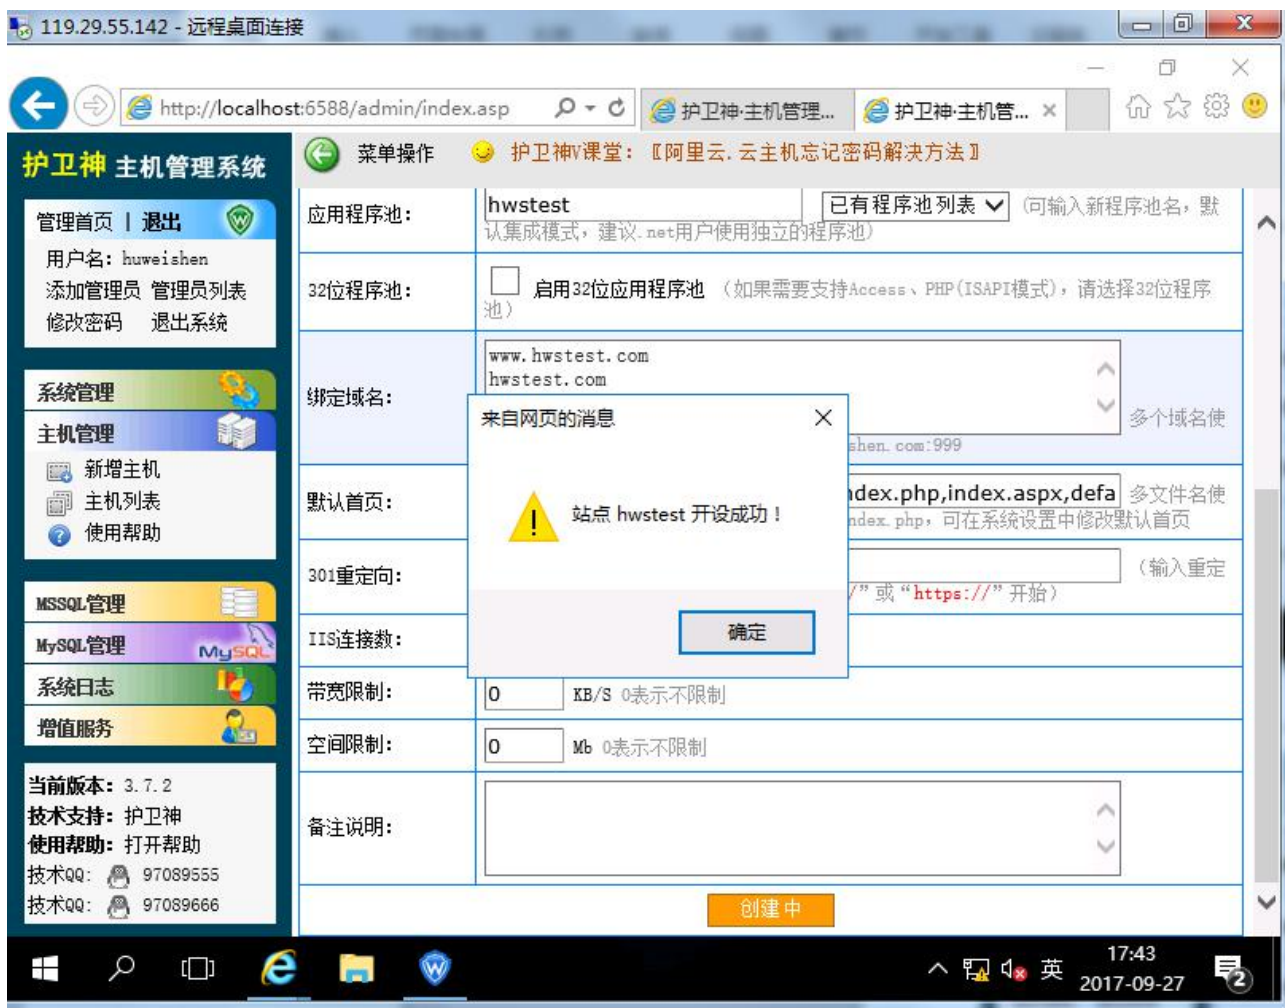 119.29.55.142 - 远程桌面连接
http://localhost:6588/admin/index.asp
护卫神·主机管理...
护卫神·主机管...
护卫神 主机管理系统
菜单操作
护卫神V课堂：〖阿里云.云主机忘记密码解决方法〗
管理首页 | 退出
用户名: huweishen
添加管理员 管理员列表
修改密码 退出系统
系统管理
主机管理
新增主机
主机列表
使用帮助
MSSQL管理
MySQL管理
MySQL
系统日志
增值服务
当前版本: 3.7.2
技术支持: 护卫神
使用帮助: 打开帮助
技术QQ: 97089555
技术QQ: 97089666
应用程序池:
hwstest
已有程序池列表
(可输入新程序池名，默
认集成模式，建议.net用户使用独立的程序池)
32位程序池:
启用32位应用程序池 (如果需要支持Access、PHP(ISAPI模式)，请选择32位程序
池)
绑定域名:
www.hwstest.com
hwstest.com
多个域名使
shen.com:999
默认首页:
dex.php,index.aspx,defa
多文件名使
ndex.php，可在系统设置中修改默认首页
301重定向:
(输入重定
/”或“https://”开始)
IIS连接数:
带宽限制:
0
KB/S 0表示不限制
空间限制:
0
Mb 0表示不限制
备注说明:
创建中
来自网页的消息
站点 hwstest 开设成功！
确定
英
17:43
2017-09-27
2